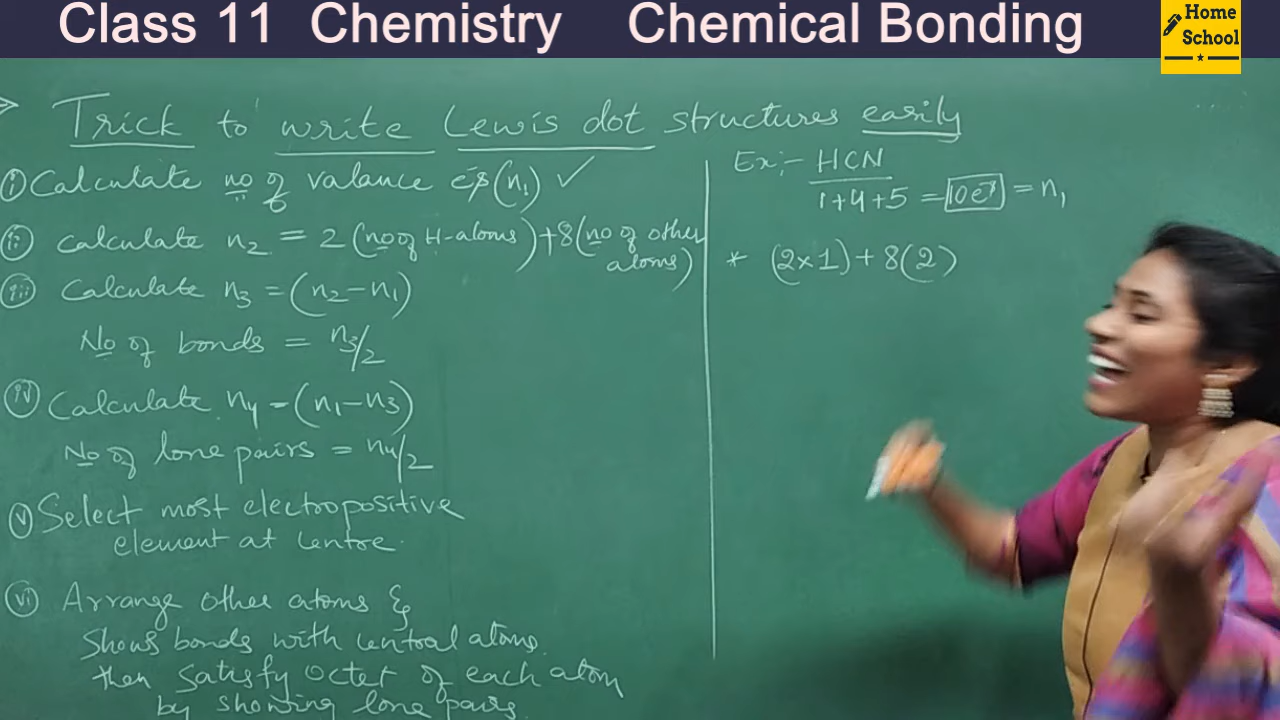 Class 11 Chemistry Chemical Bonding
Home
School
Trick to write Lewis dot structures easily
(i) Calculate no of valance es (n1) ✓
(ii) Calculate n2 = 2 (no of H-atoms) + 8 (no of other
atoms)
(iii) Calculate n3 = (n2 - n1)
No of bonds = n3/2
(iv) Calculate n4 - (n1 - n3)
No of lone pairs = n4/2
(v) Select most electropositive
element at centre.
(vi) Arrange other atoms &
Shows bonds with central atoms.
then satisfy octet of each atom
by showing lone pairs.
Ex:- HCN
1+4+5 = 10 es = n1
* (2×1) + 8(2)